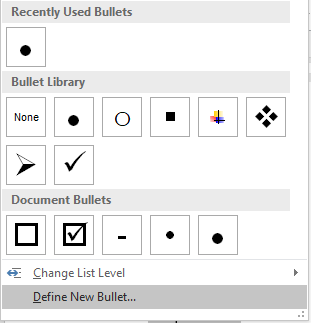 Recently Used Bullets
Bullet Library
None
Document Bullets
Change List Level
Define New Bullet...